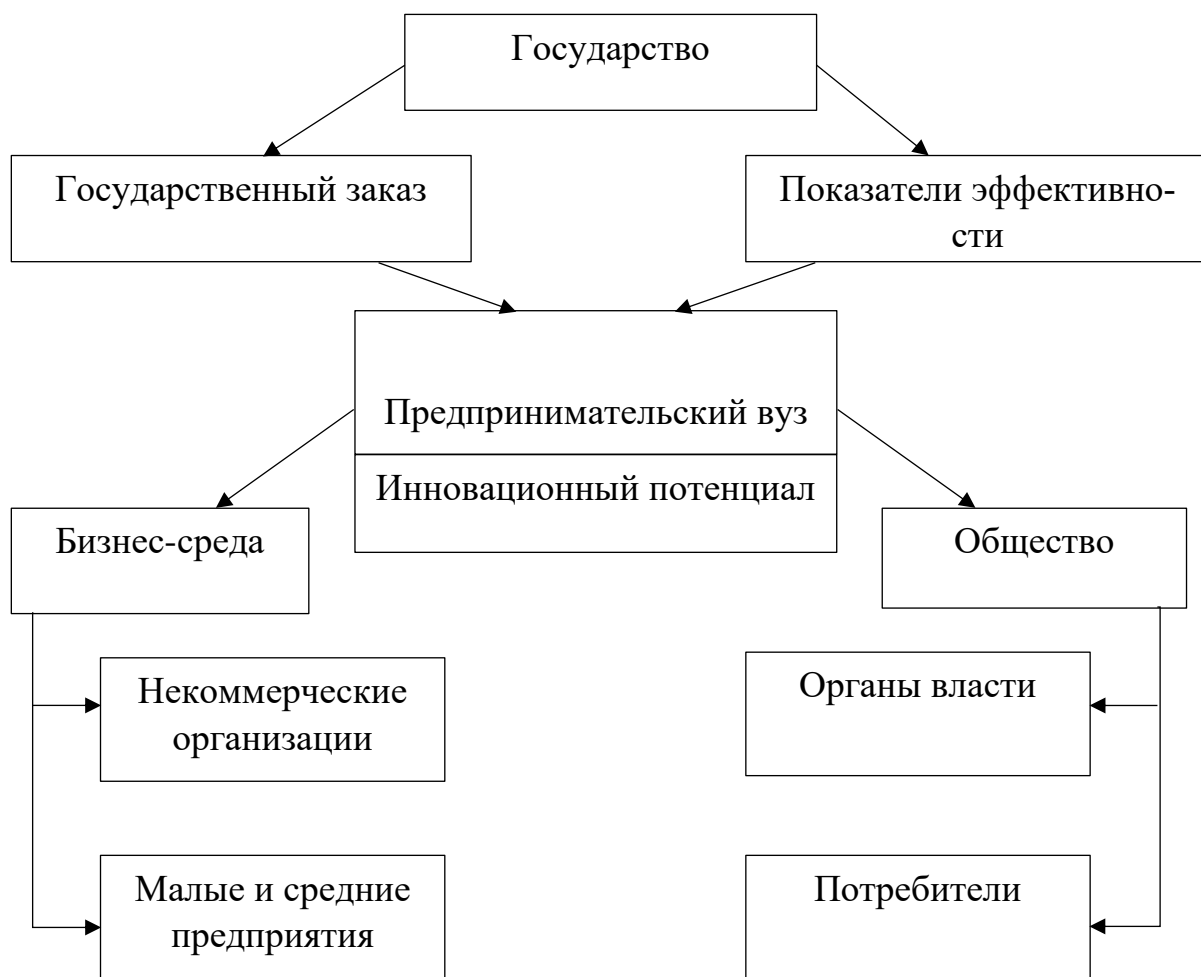 Государство
Государственный заказ
Показатели эффективно-
сти
Предпринимательский вуз
Инновационный потенциал
Бизнес-среда
Общество
Некоммерческие
организации
Органы власти
Малые и средние
предприятия
Потребители